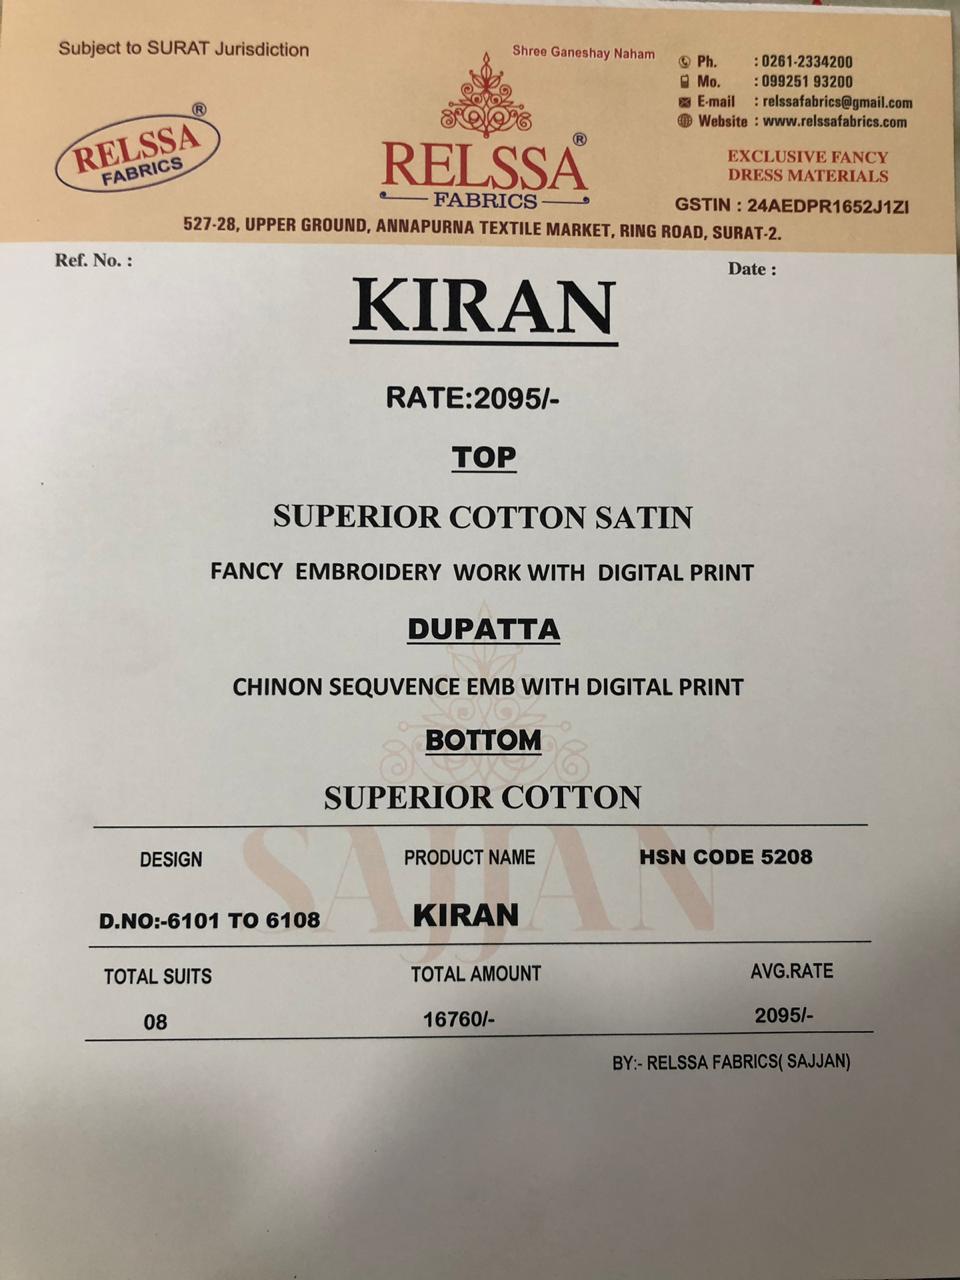 Subject to SURAT Jurisdiction
Shree Ganeshay Naham
Ph. : 0261-2334200
Mo. : 099251 93200
E-mail : relssafabrics@gmail.com
Website : www.relssafabrics.com
RELSSA ®
FABRICS
RELSSA ®
FABRICS
EXCLUSIVE FANCY
DRESS MATERIALS
GSTIN : 24AEDPR1652J1ZI
527-28, UPPER GROUND, ANNAPURNA TEXTILE MARKET, RING ROAD, SURAT-2.
Ref. No. :
Date :
KIRAN
RATE:2095/-
TOP
SUPERIOR COTTON SATIN
FANCY EMBROIDERY WORK WITH DIGITAL PRINT
DUPATTA
CHINON SEQUVENCE EMB WITH DIGITAL PRINT
BOTTOM
SUPERIOR COTTON
SAJJAN
DESIGN PRODUCT NAME HSN CODE 5208
D.NO:-6101 TO 6108 KIRAN
TOTAL SUITS TOTAL AMOUNT AVG.RATE
08 16760/- 2095/-
BY:- RELSSA FABRICS( SAJJAN)